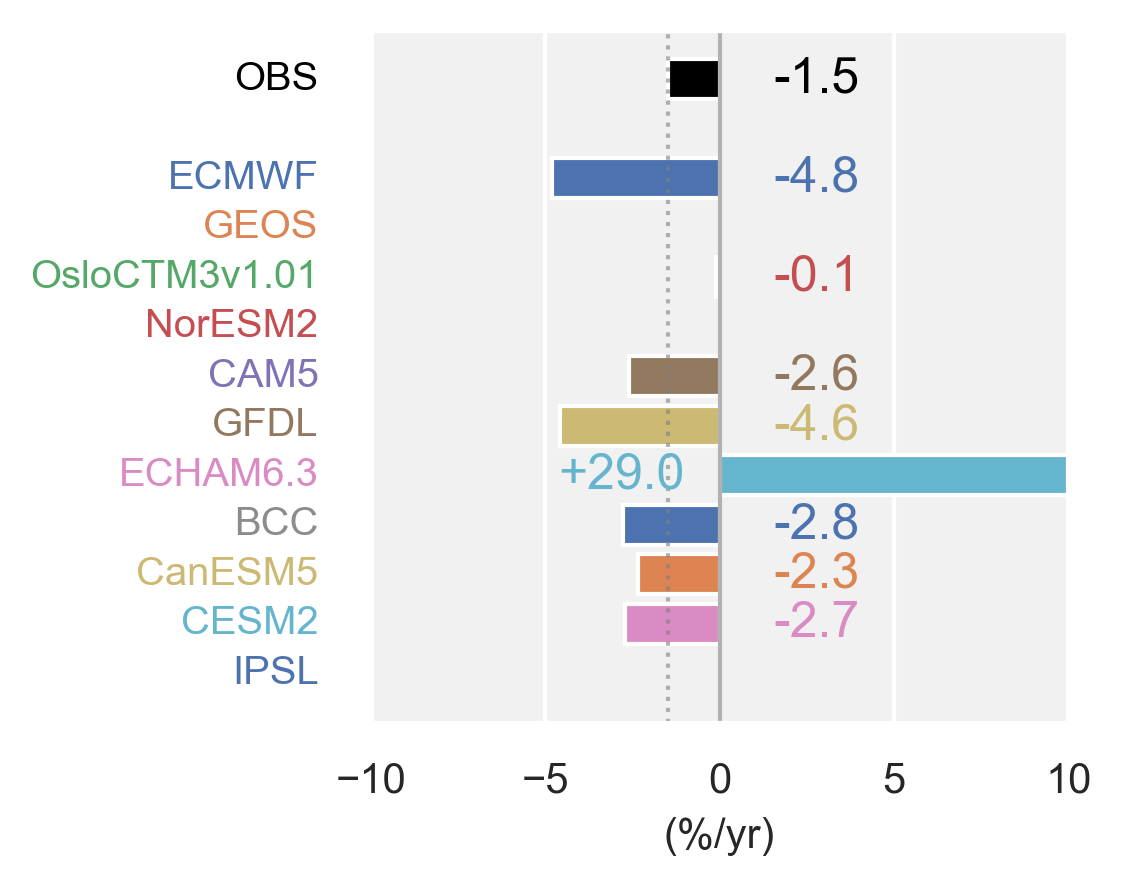 OBS -1.5
ECMWF -4.8
GEOS
OsloCTM3v1.01 -0.1
NorESM2
CAM5 -2.6
GFDL -4.6
ECHAM6.3 +29.0
BCC -2.8
CanESM5 -2.3
CESM2 -2.7
IPSL
−10 −5 0 5 10
(%/yr)